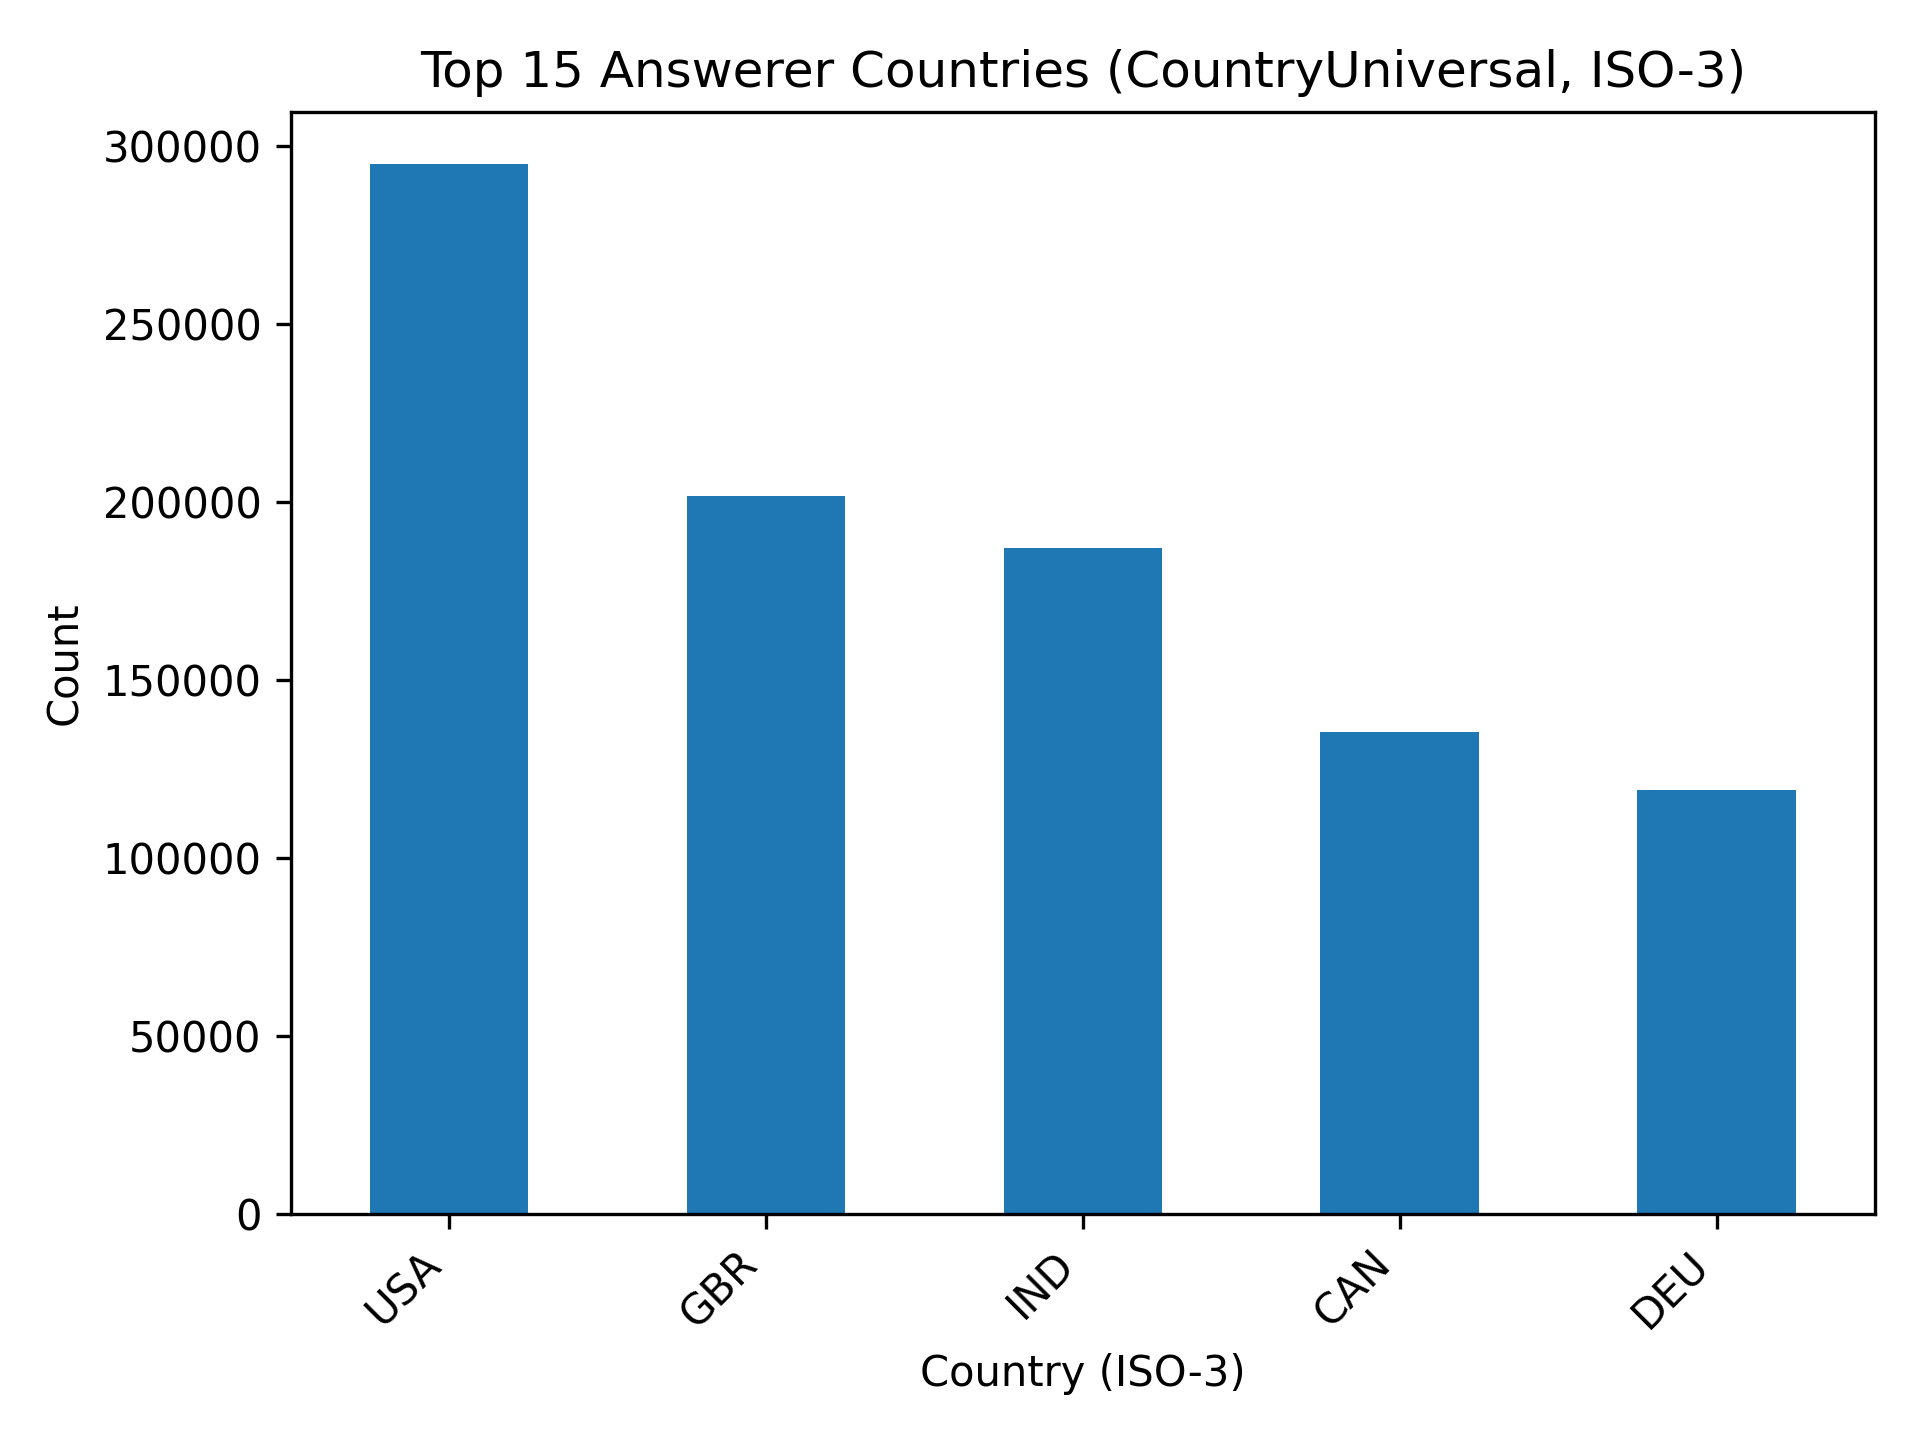 Top 15 Answerer Countries (CountryUniversal, ISO-3)
300000
250000
200000
150000
100000
50000
0
Count
USA
GBR
IND
CAN
DEU
Country (ISO-3)